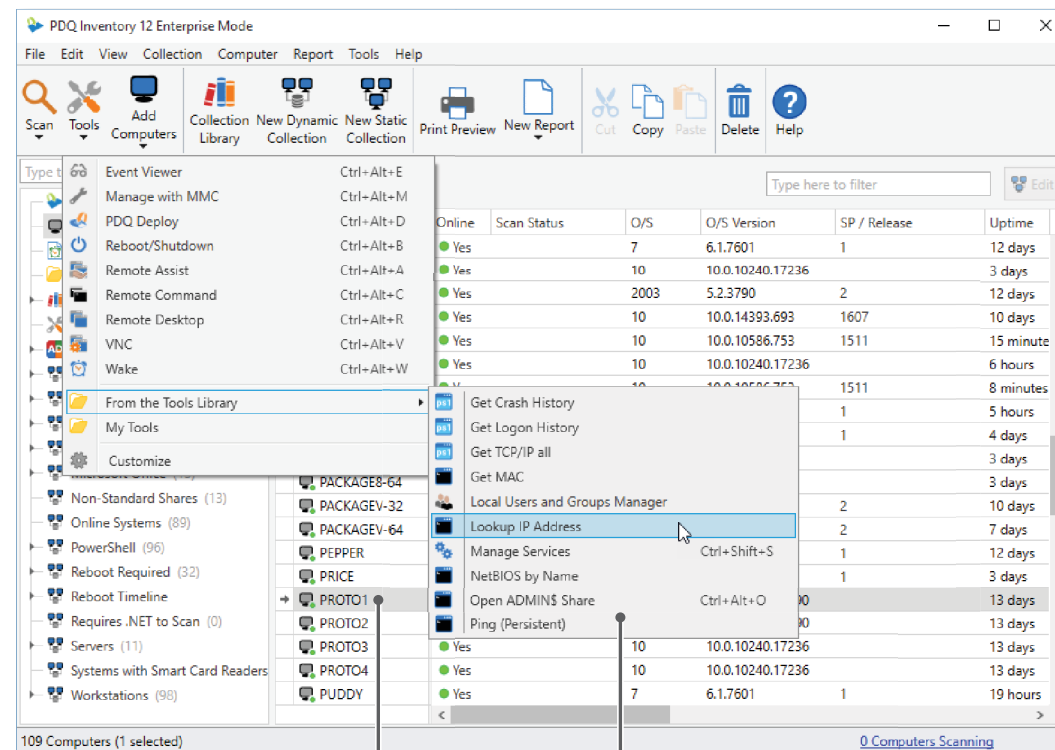 PDQ Inventory 12 Enterprise Mode
File Edit View Collection Computer Report Tools Help
Scan Tools Add Computers Collection Library New Dynamic Collection New Static Collection Print Preview New Report Cut Copy Paste Delete Help
Type here to filter Edit
Event Viewer Ctrl+Alt+E
Manage with MMC Ctrl+Alt+M
PDQ Deploy Ctrl+Alt+D
Reboot/Shutdown Ctrl+Alt+B
Remote Assist Ctrl+Alt+A
Remote Command Ctrl+Alt+C
Remote Desktop Ctrl+Alt+R
VNC Ctrl+Alt+V
Wake Ctrl+Alt+W
From the Tools Library
My Tools
Customize
Online Scan Status O/S O/S Version SP / Release Uptime
Yes 7 6.1.7601 1 12 days
Yes 10 10.0.10240.17236 3 days
Yes 2003 5.2.3790 2 12 days
Yes 10 10.0.14393.693 1607 10 days
Yes 10 10.0.10586.753 1511 15 minute
Yes 10 10.0.10240.17236 6 hours
10 10.0.10586.753 1511 8 minutes
1 5 hours
1 4 days
3 days
3 days
2 10 days
2 7 days
1 12 days
1 3 days
13 days
13 days
Get Crash History
Get Logon History
Get TCP/IP all
Get MAC
Local Users and Groups Manager
Lookup IP Address
Manage Services Ctrl+Shift+S
NetBIOS by Name
Open ADMIN$ Share Ctrl+Alt+O
Ping (Persistent)
Non-Standard Shares (13)
Online Systems (89)
PowerShell (96)
Reboot Required (32)
Reboot Timeline
Requires .NET to Scan (0)
Servers (11)
Systems with Smart Card Readers
Workstations (98)
PACKAGE8-64
PACKAGEV-32
PACKAGEV-64
PEPPER
PRICE
PROTO1
PROTO2
PROTO3 Yes 10 10.0.10240.17236 13 days
PROTO4 Yes 10 10.0.10240.17236 13 days
PUDDY Yes 7 6.1.7601 1 19 hours
109 Computers (1 selected) 0 Computers Scanning